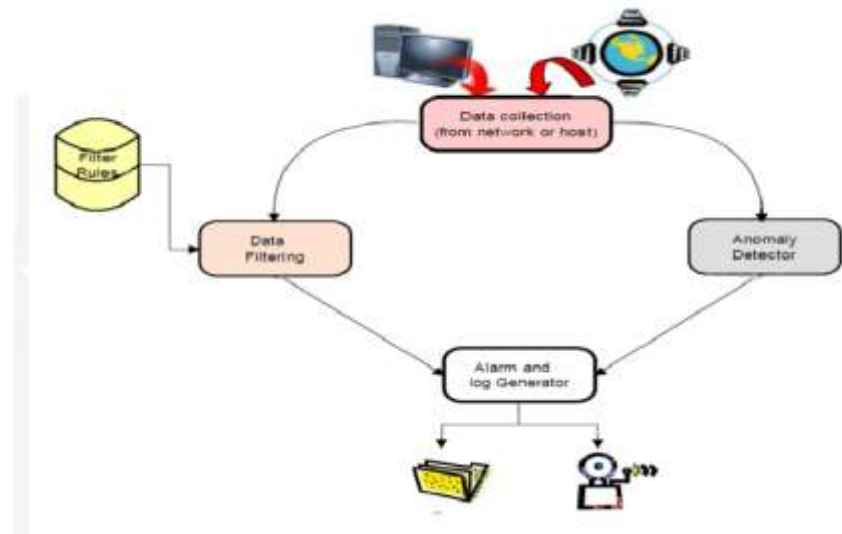 Data collection
(from network or host)
Filter
Rules
Data
Filtering
Anomaly
Detector
Alarm and
log Generator